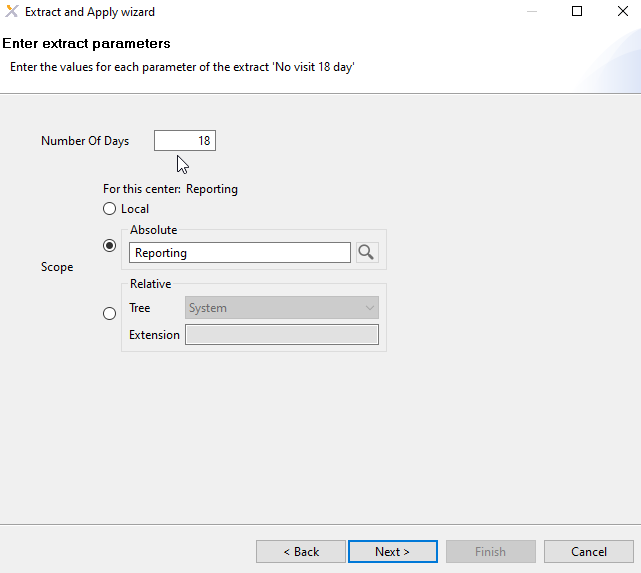 Extract and Apply wizard
Enter extract parameters
Enter the values for each parameter of the extract 'No visit 18 day'
Number Of Days 18
For this center: Reporting
Local
Absolute
Reporting
Scope
Relative
Tree System
Extension
< Back Next > Finish Cancel